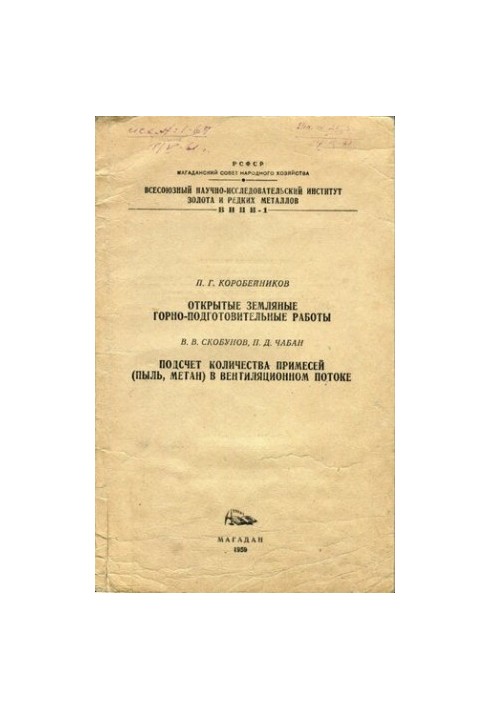 РСФСР
МАГАДАНСКИЙ СОВЕТ НАРОДНОГО ХОЗЯЙСТВА
ВСЕСОЮЗНЫЙ НАУЧНО-ИССЛЕДОВАТЕЛЬСКИЙ ИНСТИТУТ
ЗОЛОТА И РЕДКИХ МЕТАЛЛОВ
ВНИИ-1
П. Г. КОРОБЕЙНИКОВ
ОТКРЫТЫЕ ЗЕМЛЯНЫЕ
ГОРНО-ПОДГОТОВИТЕЛЬНЫЕ РАБОТЫ
В. В. СКОБУНОВ, П. Д. ЧАБАН
ПОДСЧЕТ КОЛИЧЕСТВА ПРИМЕСЕЙ
(ПЫЛЬ, МЕТАН) В ВЕНТИЛЯЦИОННОМ ПОТОКЕ
МАГАДАН
1959